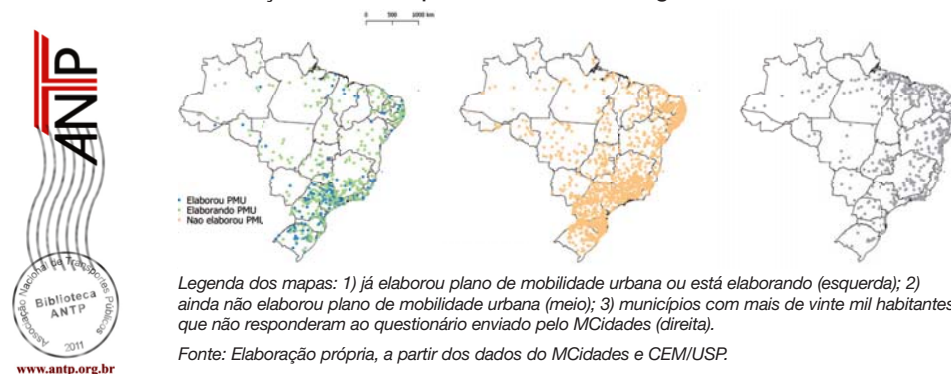 0 500 1000 km
ANTP
Elaborou PMU
Elaborando PMU
Nao elaborou PMU
Associação Nacional de Transportes Públicos
Biblioteca
ANTP
2011
www.antp.org.br
Legenda dos mapas: 1) já elaborou plano de mobilidade urbana ou está elaborando (esquerda); 2)
ainda não elaborou plano de mobilidade urbana (meio); 3) municípios com mais de vinte mil habitantes
que não responderam ao questionário enviado pelo MCidades (direita).
Fonte: Elaboração própria, a partir dos dados do MCidades e CEM/USP.